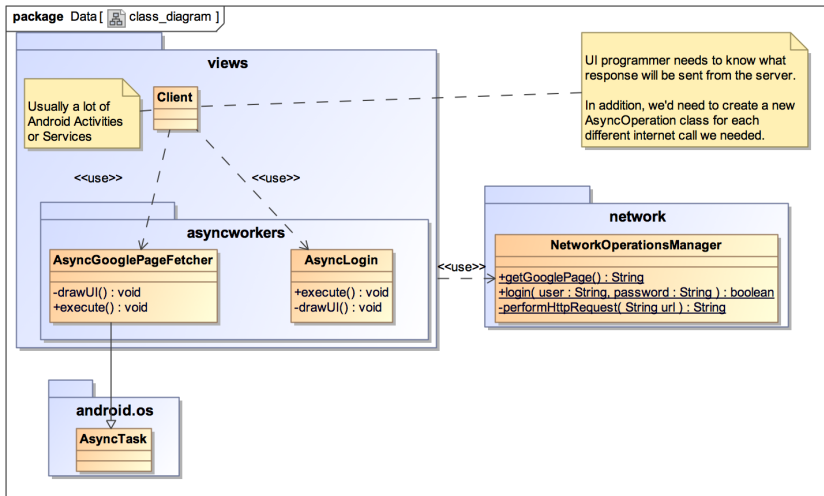 package Data [ class_diagram ]
views
UI programmer needs to know what
response will be sent from the server.
In addition, we'd need to create a new
AsyncOperation class for each
different internet call we needed.
Usually a lot of
Android Activities
or Services
Client
<<use>>
<<use>>
asyncworkers
AsyncGooglePageFetcher
-drawUI() : void
+execute() : void
AsyncLogin
+execute() : void
-drawUI() : void
<<use>>
network
NetworkOperationsManager
+getGooglePage() : String
+login( user : String, password : String ) : boolean
-performHttpRequest( String url ) : String
android.os
AsyncTask